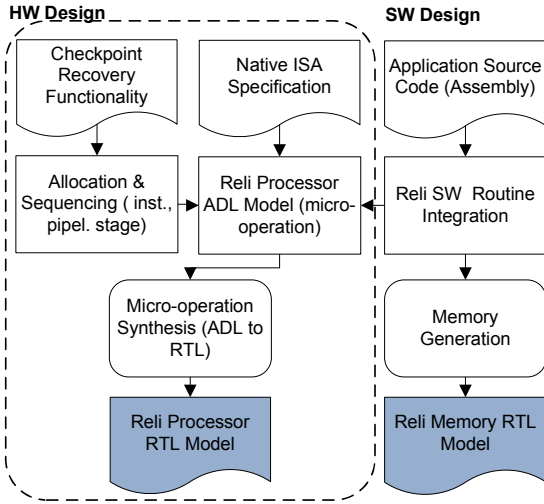 HW Design
SW Design
Checkpoint
Recovery
Functionality
Native ISA
Specification
Application Source
Code (Assembly)
Allocation &
Sequencing ( inst.,
pipel. stage)
Reli Processor
ADL Model (micro-
operation)
Reli SW Routine
Integration
Micro-operation
Synthesis (ADL to
RTL)
Memory
Generation
Reli Processor
RTL Model
Reli Memory RTL
Model